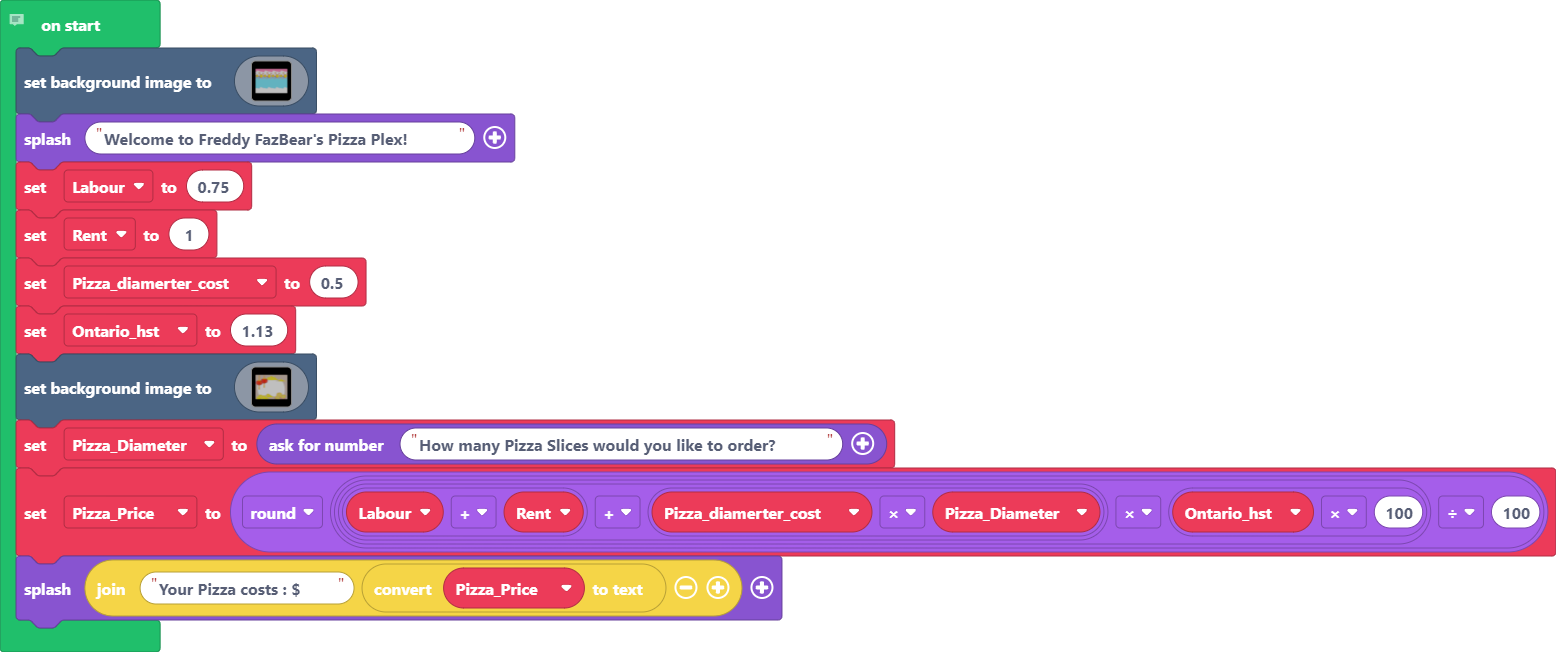 on start
set background image to
splash "Welcome to Freddy FazBear's Pizza Plex!"
set Labour to 0.75
set Rent to 1
set Pizza_diamerter_cost to 0.5
set Ontario_hst to 1.13
set background image to
set Pizza_Diameter to ask for number "How many Pizza Slices would you like to order?"
set Pizza_Price to round Labour + Rent + Pizza_diamerter_cost × Pizza_Diameter × Ontario_hst × 100 ÷ 100
splash join "Your Pizza costs : $ " convert Pizza_Price to text